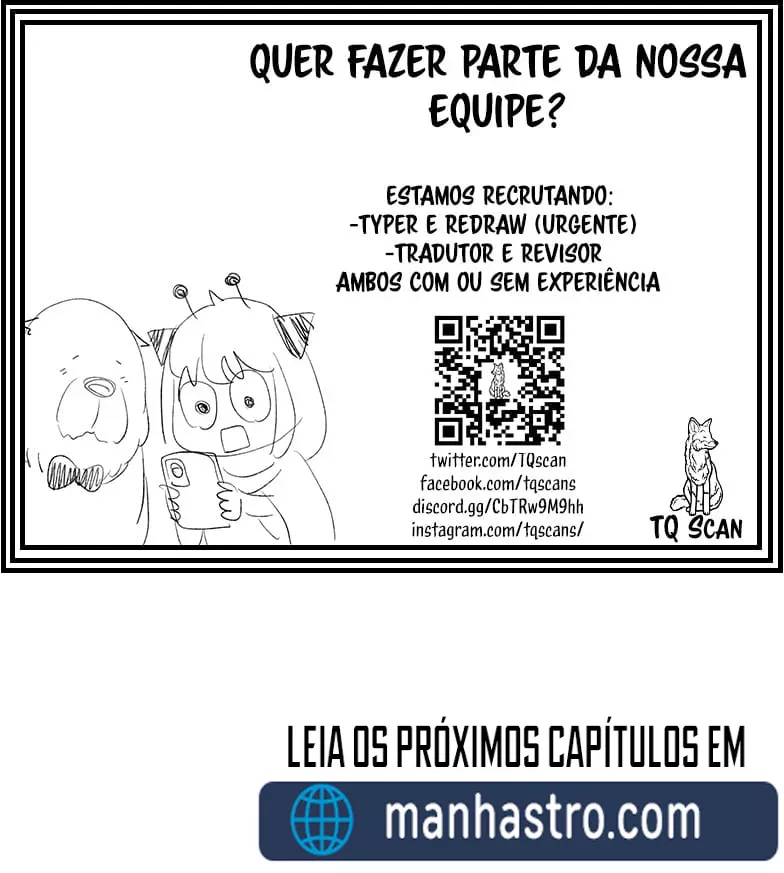 QUER FAZER PARTE DA NOSSA
EQUIPE?
ESTAMOS RECRUTANDO:
-TYPER E REDRAW (URGENTE)
-TRADUTOR E REVISOR
AMBOS COM OU SEM EXPERIÊNCIA
twitter.com/TQscan
facebook.com/tqscans
discord.gg/CbTRw9M9hh
instagram.com/tqscans/
TQ SCAN
LEIA OS PRÓXIMOS CAPÍTULOS EM
manhastro.com